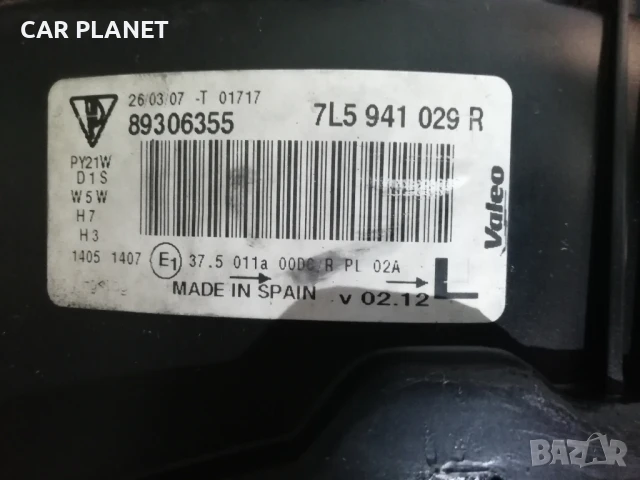 CAR PLANET
26/03/07 -T 01717
89306355 7L5 941 029 R
PY21W
D1S
W5W
H7
H3
Valeo
1405 1407 E1 37.5 011a 00DC R PL 02A L
MADE IN SPAIN v 02.12
BAZAR